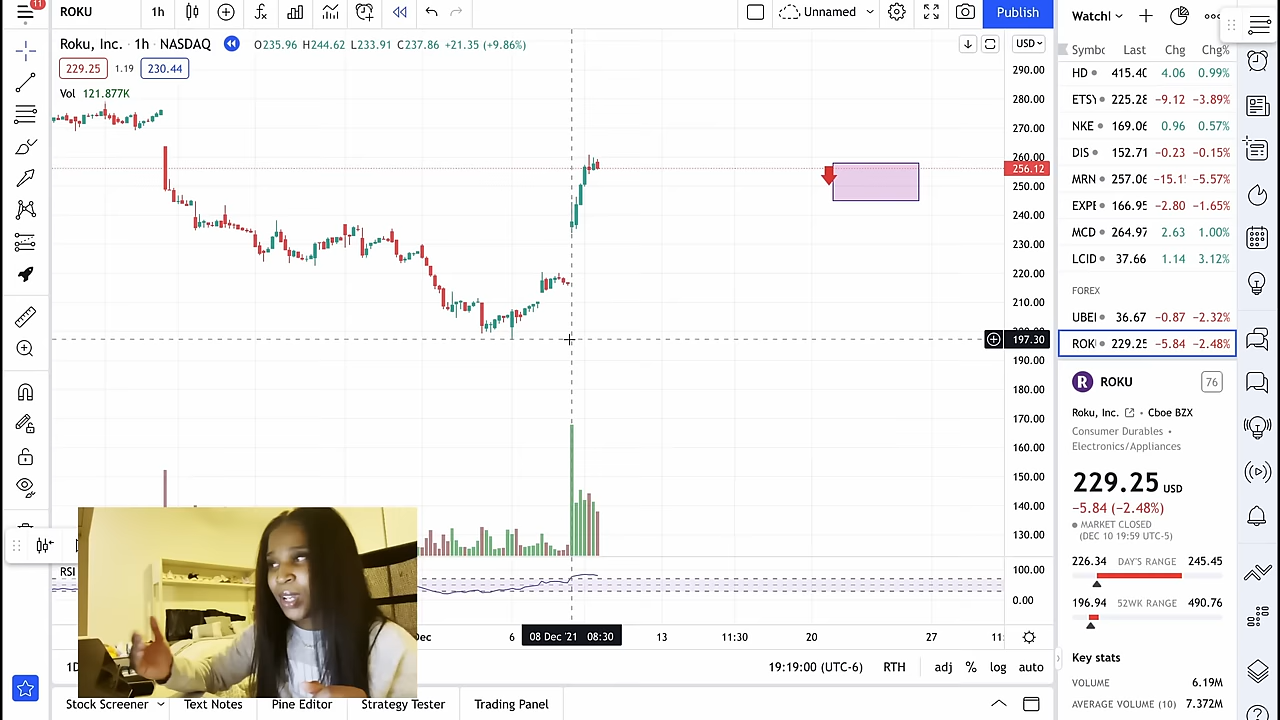 11
ROKU
1h
Unnamed
Publish
Roku, Inc. · 1h · NASDAQ
O235.96 H244.62 L233.91 C237.86 +21.35 (+9.86%)
229.25 1.19 230.44
Vol 121.877K
RSI
USD
290.00
280.00
270.00
260.00
256.12
250.00
240.00
230.00
220.00
210.00
200.00
197.30
190.00
180.00
170.00
160.00
150.00
140.00
130.00
100.00
0.00
Dec
6
08 Dec '21 08:30
13
11:30
20
27
11:
1D
19:19:00 (UTC-6)
RTH
adj
%
log
auto
Stock Screener
Text Notes
Pine Editor
Strategy Tester
Trading Panel
Watchl
Symbc Last Chg Chg%
HD 415.4 4.06 0.99%
ETSY 225.28 −9.12 −3.89%
NKE 169.06 0.96 0.57%
DIS 152.71 −0.23 −0.15%
MRN 257.06 −15.1 −5.57%
EXPE 166.95 −2.80 −1.65%
MCD 264.97 2.63 1.00%
LCID 37.66 1.14 3.12%
FOREX
UBEI 36.67 −0.87 −2.32%
ROK 229.25 −5.84 −2.48%
R ROKU 76
Roku, Inc. • Cboe BZX
Consumer Durables •
Electronics/Appliances
229.25 USD
−5.84 (−2.48%)
MARKET CLOSED
(DEC 10 19:59 UTC-5)
226.34 DAY'S RANGE 245.45
196.94 52WK RANGE 490.76
Key stats
VOLUME 6.19M
AVERAGE VOLUME (10) 7.372M